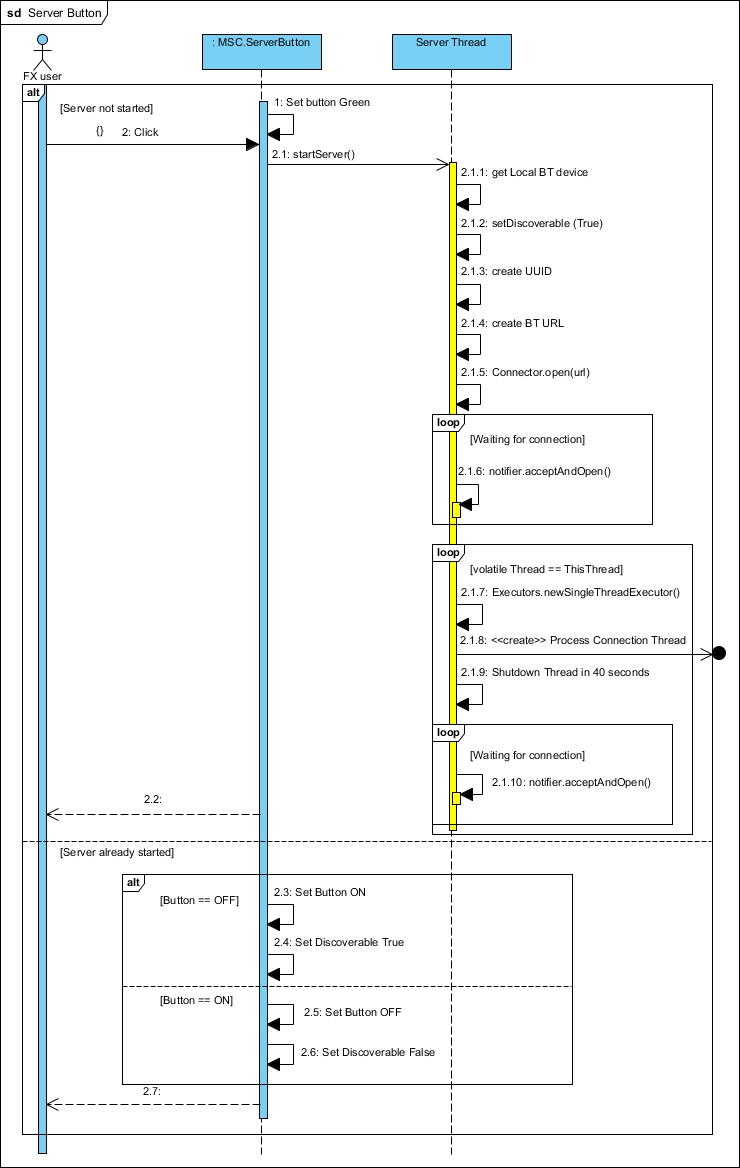 sd Server Button
: MSC.ServerButton
Server Thread
FX user
alt
[Server not started]
1: Set button Green
{}
2: Click
2.1: startServer()
2.1.1: get Local BT device
2.1.2: setDiscoverable (True)
2.1.3: create UUID
2.1.4: create BT URL
2.1.5: Connector.open(url)
loop
[Waiting for connection]
2.1.6: notifier.acceptAndOpen()
loop
[volatile Thread == ThisThread]
2.1.7: Executors.newSingleThreadExecutor()
2.1.8: <<create>> Process Connection Thread
2.1.9: Shutdown Thread in 40 seconds
loop
[Waiting for connection]
2.1.10: notifier.acceptAndOpen()
2.2:
[Server already started]
alt
[Button == OFF]
2.3: Set Button ON
2.4: Set Discoverable True
[Button == ON]
2.5: Set Button OFF
2.6: Set Discoverable False
2.7: